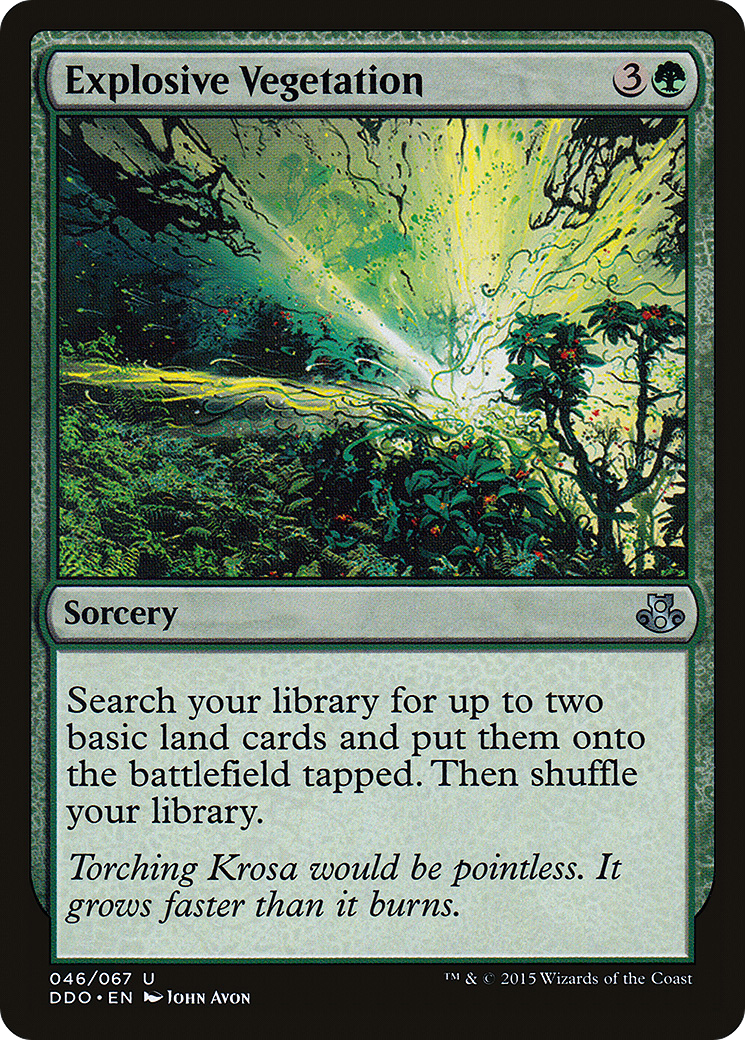 Explosive Vegetation 3
Sorcery
Search your library for up to two
basic land cards and put them onto
the battlefield tapped. Then shuffle
your library.
Torching Krosa would be pointless. It
grows faster than it burns.
046/067 U
™ & © 2015 Wizards of the Coast
DDO • EN John Avon